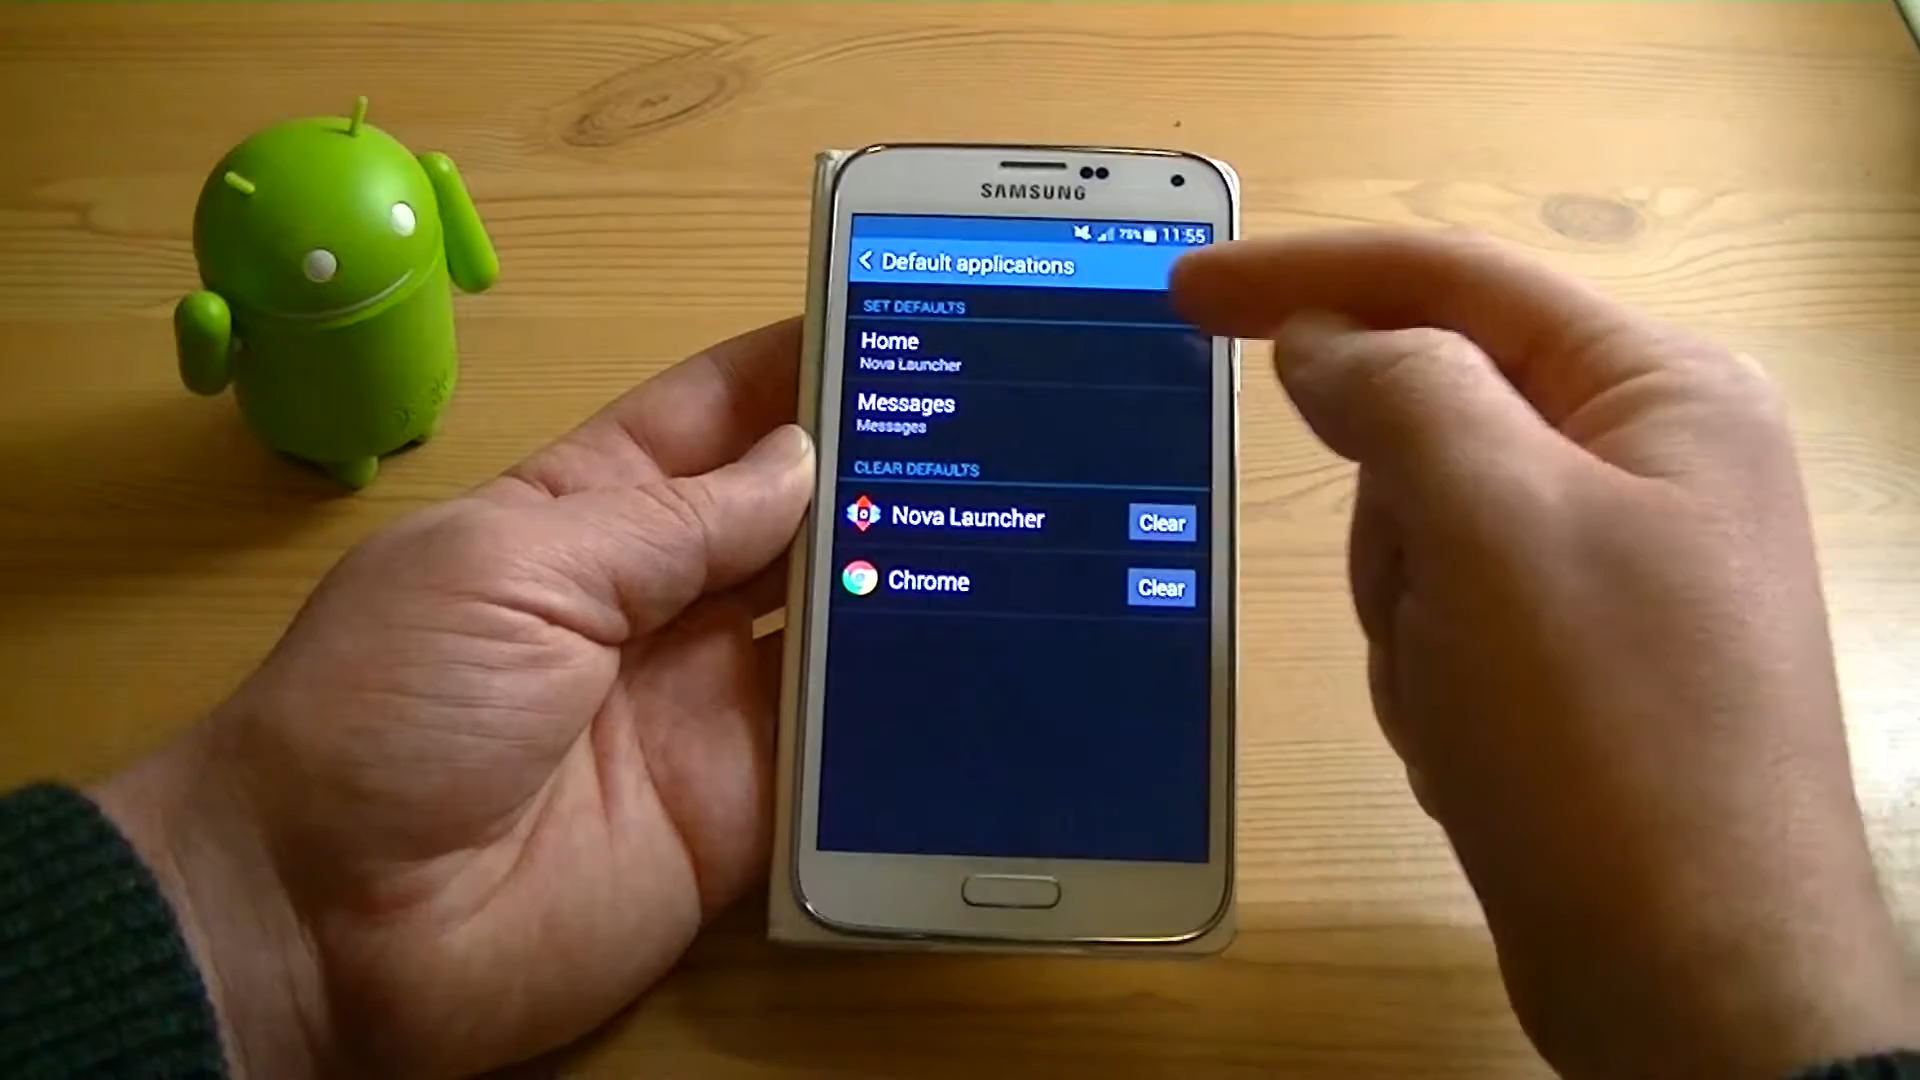 SAMSUNG
75% 11:55
Default applications
SET DEFAULTS
Home
Nova Launcher
Messages
Messages
CLEAR DEFAULTS
Nova Launcher
Clear
Chrome
Clear